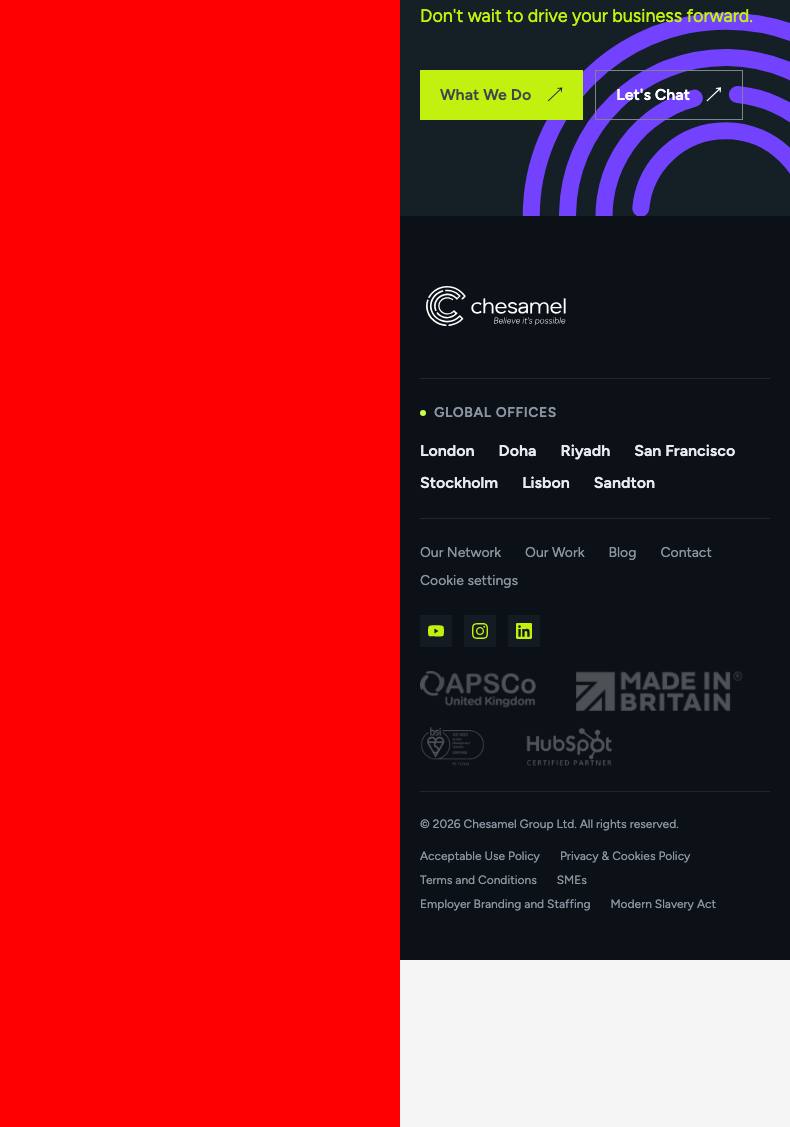 Don't wait to drive your business forward.
What We Do
Let's Chat
chesamel
Believe it's possible
GLOBAL OFFICES
London Doha Riyadh San Francisco
Stockholm Lisbon Sandton
Our Network Our Work Blog Contact
Cookie settings
APSCo
United Kingdom
MADE IN
BRITAIN®
bsi
HubSpot
CERTIFIED PARTNER
© 2026 Chesamel Group Ltd. All rights reserved.
Acceptable Use Policy Privacy & Cookies Policy
Terms and Conditions SMEs
Employer Branding and Staffing Modern Slavery Act